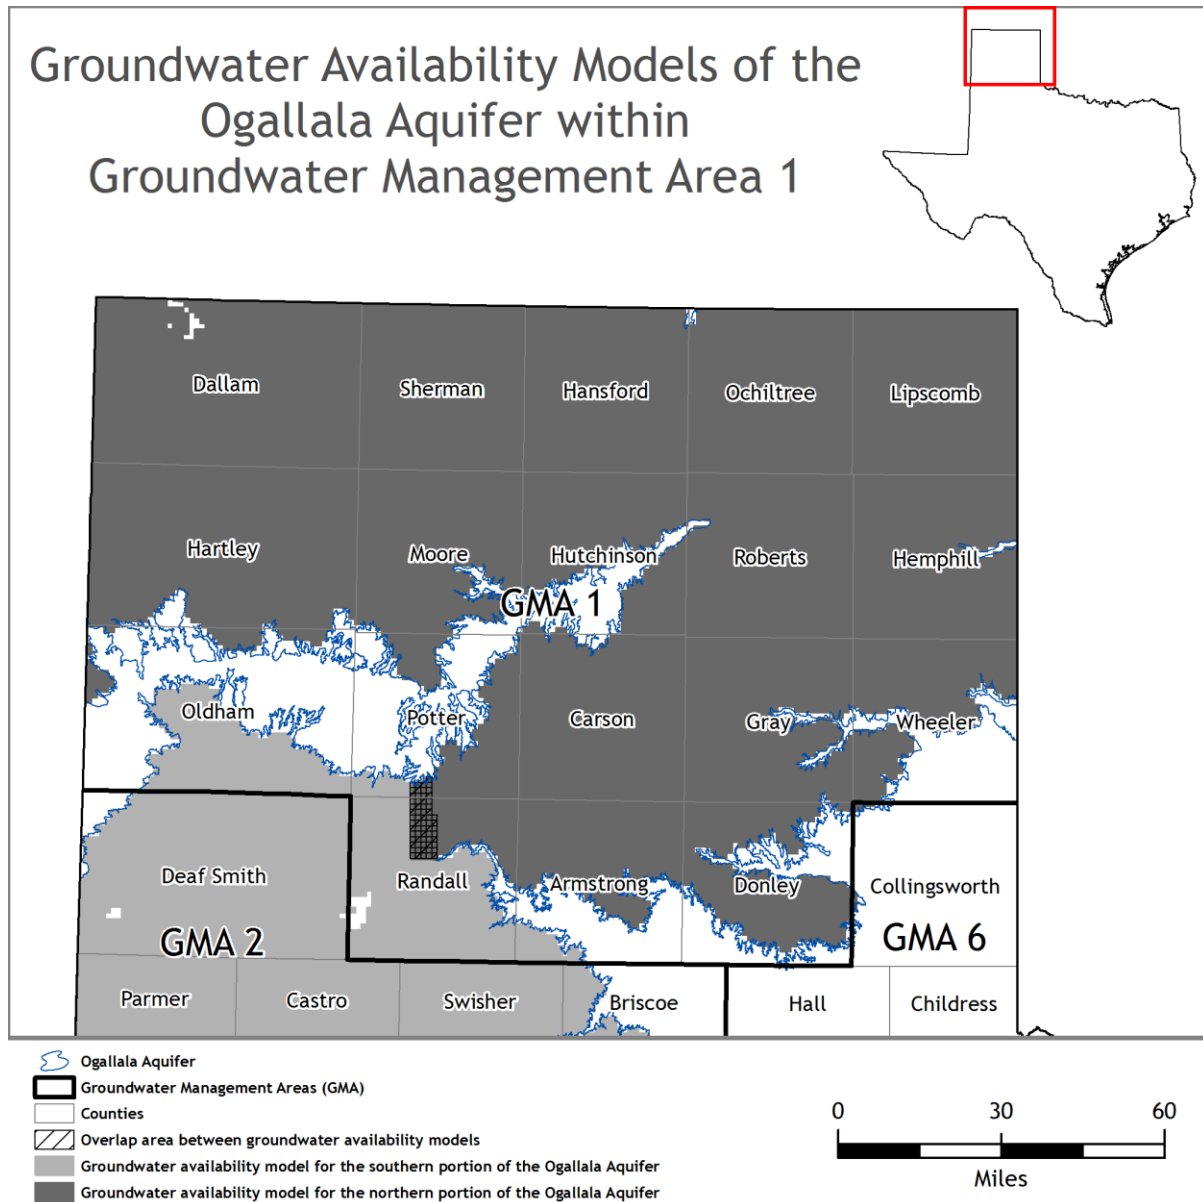 Groundwater Availability Models of the
Ogallala Aquifer within
Groundwater Management Area 1
Dallam
Sherman
Hansford
Ochiltree
Lipscomb
Hartley
Moore
Hutchinson
Roberts
Hemphill
GMA 1
Oldham
Potter
Carson
Gray
Wheeler
Deaf Smith
Randall
Armstrong
Donley
Collingsworth
GMA 2
GMA 6
Parmer
Castro
Swisher
Briscoe
Hall
Childress
Ogallala Aquifer
Groundwater Management Areas (GMA)
Counties
Overlap area between groundwater availability models
Groundwater availability model for the southern portion of the Ogallala Aquifer
Groundwater availability model for the northern portion of the Ogallala Aquifer
0 30 60
Miles